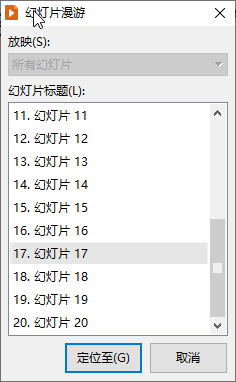 幻灯片漫游
放映(S):
所有幻灯片
幻灯片标题(L):
11. 幻灯片 11
12. 幻灯片 12
13. 幻灯片 13
14. 幻灯片 14
15. 幻灯片 15
16. 幻灯片 16
17. 幻灯片 17
18. 幻灯片 18
19. 幻灯片 19
20. 幻灯片 20
定位至(G) 取消